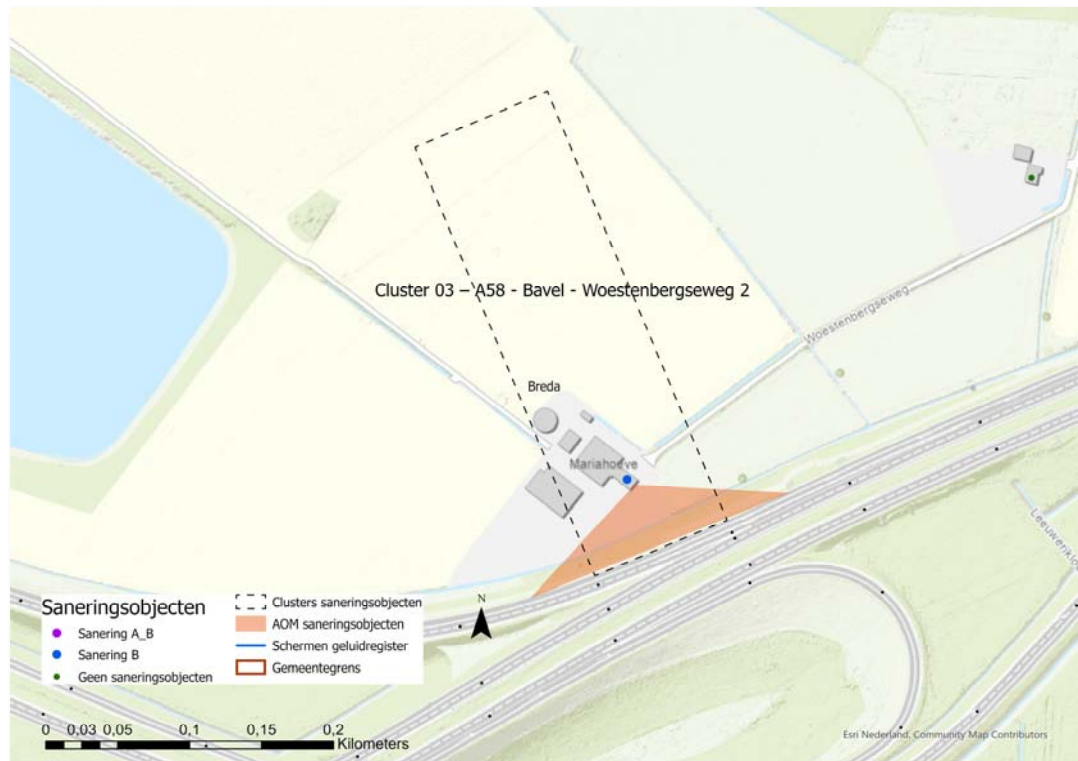 Cluster 03 – A58 - Bavel - Woestenbergseweg 2
Woestenbergseweg
Breda
Mariahoeve
Leeuwenkloo
Saneringsobjecten
Sanering A_B
Sanering B
Geen saneringsobjecten
Clusters saneringsobjecten
AOM saneringsobjecten
Schermen geluidregister
Gemeentegrens
N
0 0,03 0,05 0,1 0,15 0,2
Kilometers
Esri Nederland, Community Map Contributors